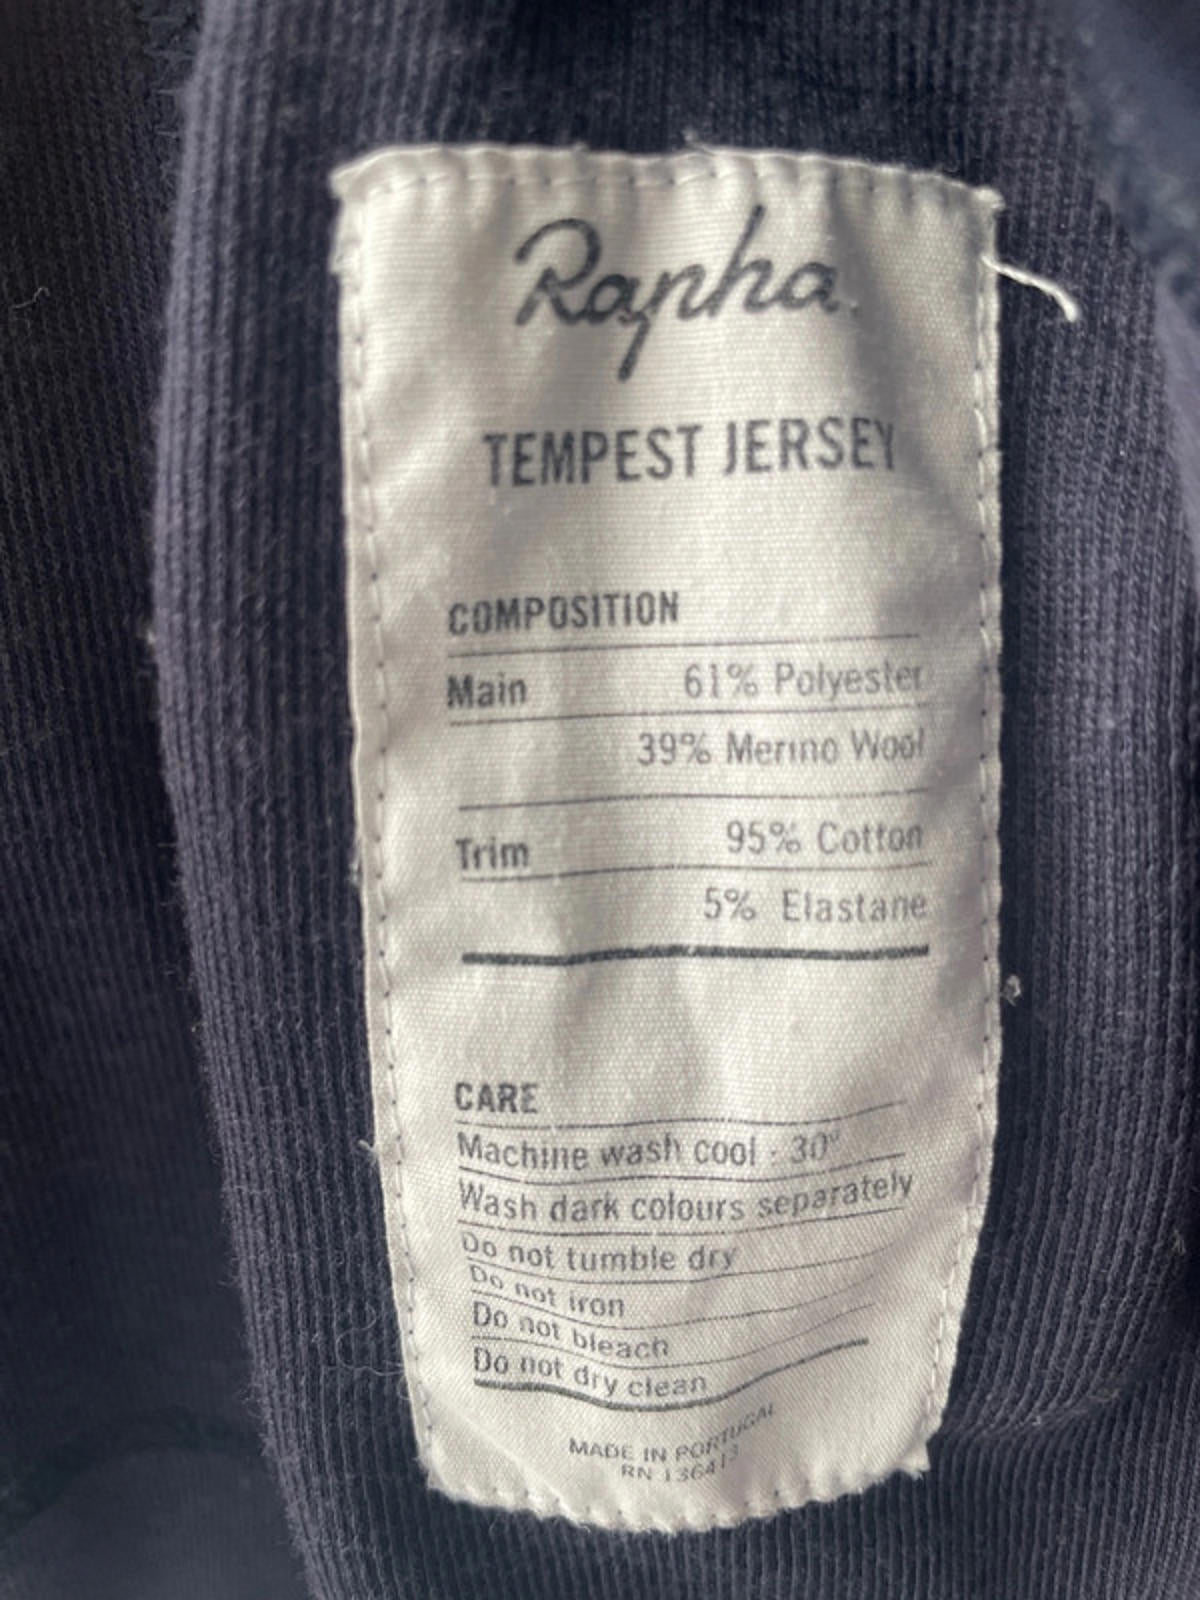 Rapha
TEMPEST JERSEY
COMPOSITION
Main 61% Polyester
39% Merino Wool
Trim 95% Cotton
5% Elastane
CARE
Machine wash cool - 30°
Wash dark colours separately
Do not tumble dry
Do not iron
Do not bleach
Do not dry clean
MADE IN PORTUGAL
RN 136413